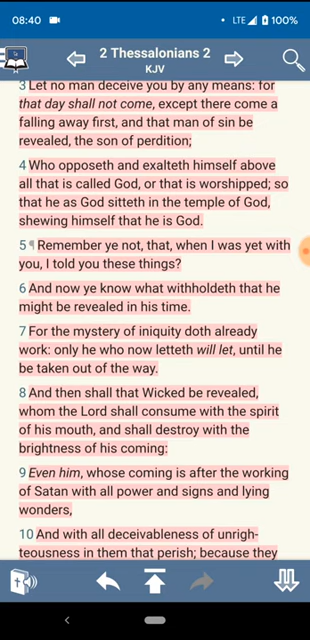 08:40
LTE 100%
2 Thessalonians 2
KJV
3 Let no man deceive you by any means: for
that day shall not come, except there come a
falling away first, and that man of sin be
revealed, the son of perdition;
4 Who opposeth and exalteth himself above
all that is called God, or that is worshipped; so
that he as God sitteth in the temple of God,
shewing himself that he is God.
5 ¶ Remember ye not, that, when I was yet with
you, I told you these things?
6 And now ye know what withholdeth that he
might be revealed in his time.
7 For the mystery of iniquity doth already
work: only he who now letteth will let, until he
be taken out of the way.
8 And then shall that Wicked be revealed,
whom the Lord shall consume with the spirit
of his mouth, and shall destroy with the
brightness of his coming:
9 Even him, whose coming is after the working
of Satan with all power and signs and lying
wonders,
10 And with all deceivableness of unrigh-
teousness in them that perish; because they